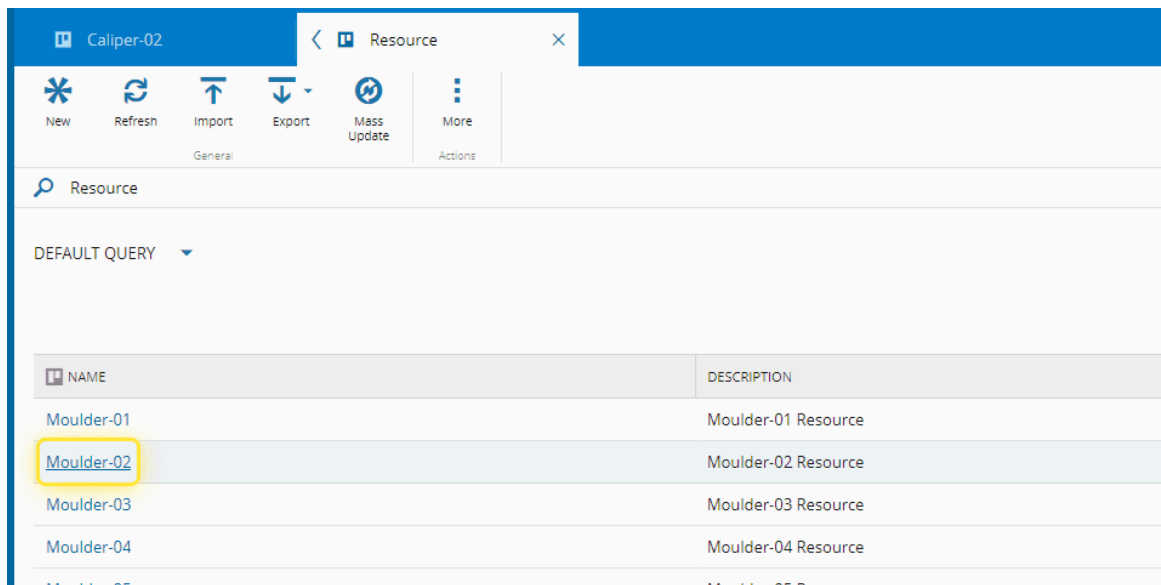 Caliper-02
Resource
New
Refresh
Import
Export
Mass Update
More
General
Actions
Resource
DEFAULT QUERY
NAME DESCRIPTION
Moulder-01 Moulder-01 Resource
Moulder-02 Moulder-02 Resource
Moulder-03 Moulder-03 Resource
Moulder-04 Moulder-04 Resource